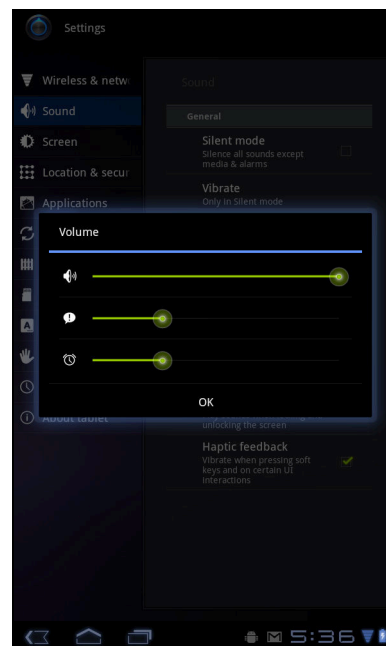 Settings
Wireless & netw
Sound
Sound
General
Screen
Silent mode
Silence all sounds except
media & alarms
Location & secur
Vibrate
Only in Silent mode
Applications
Volume
OK
About tablet
unlocking the screen
Haptic feedback
Vibrate when pressing soft
keys and on certain UI
interactions
A
5:36